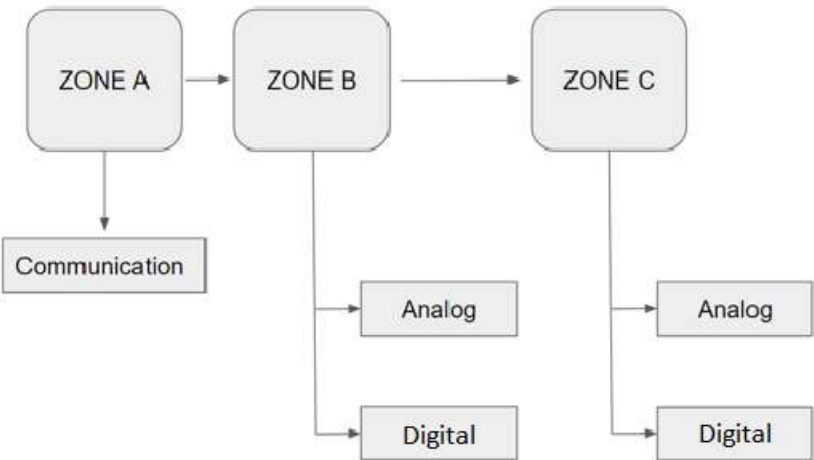 ZONE A
ZONE B
ZONE C
Communication
Analog
Analog
Digital
Digital